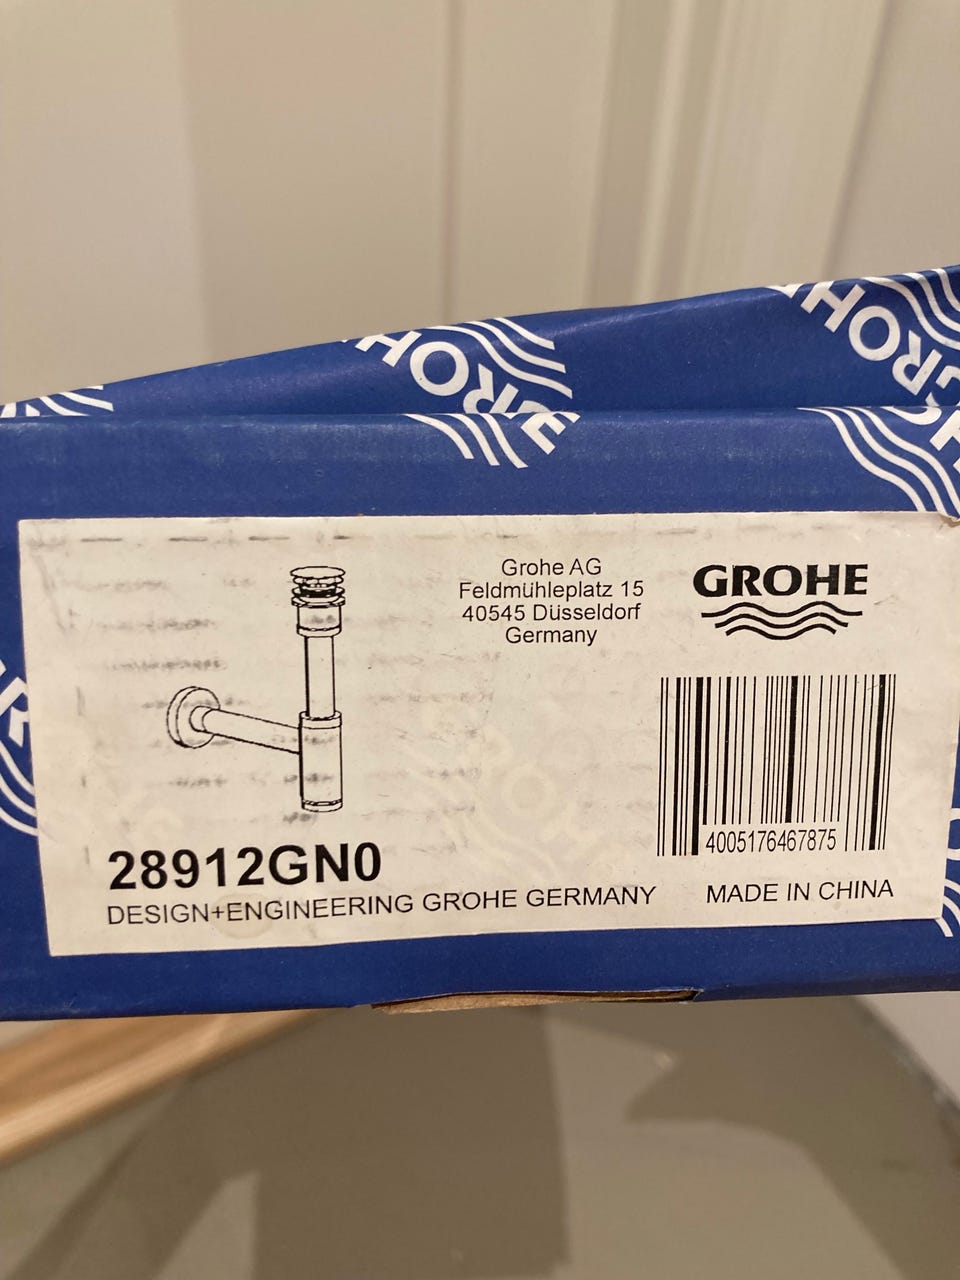 GROHE
GROHE
Grohe AG
Feldmühleplatz 15
40545 Düsseldorf
Germany
GROHE
4005176467875
28912GN0
DESIGN+ENGINEERING GROHE GERMANY
MADE IN CHINA